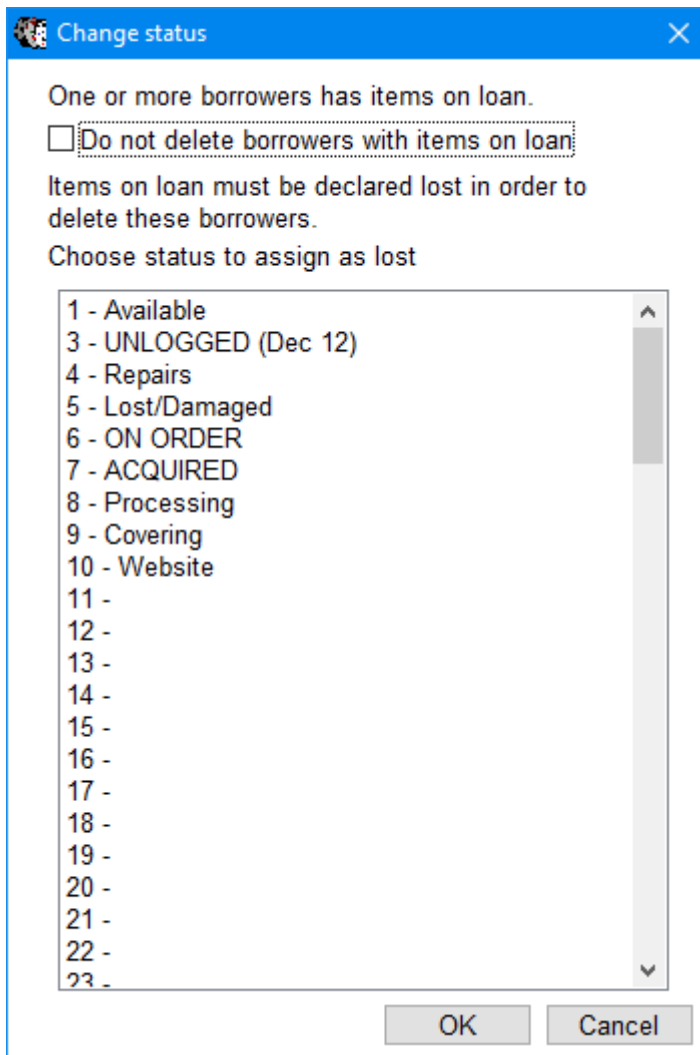 Change status
One or more borrowers has items on loan.
Do not delete borrowers with items on loan
Items on loan must be declared lost in order to
delete these borrowers.
Choose status to assign as lost
1 - Available
3 - UNLOGGED (Dec 12)
4 - Repairs
5 - Lost/Damaged
6 - ON ORDER
7 - ACQUIRED
8 - Processing
9 - Covering
10 - Website
11 -
12 -
13 -
14 -
15 -
16 -
17 -
18 -
19 -
20 -
21 -
22 -
23 -
OK Cancel